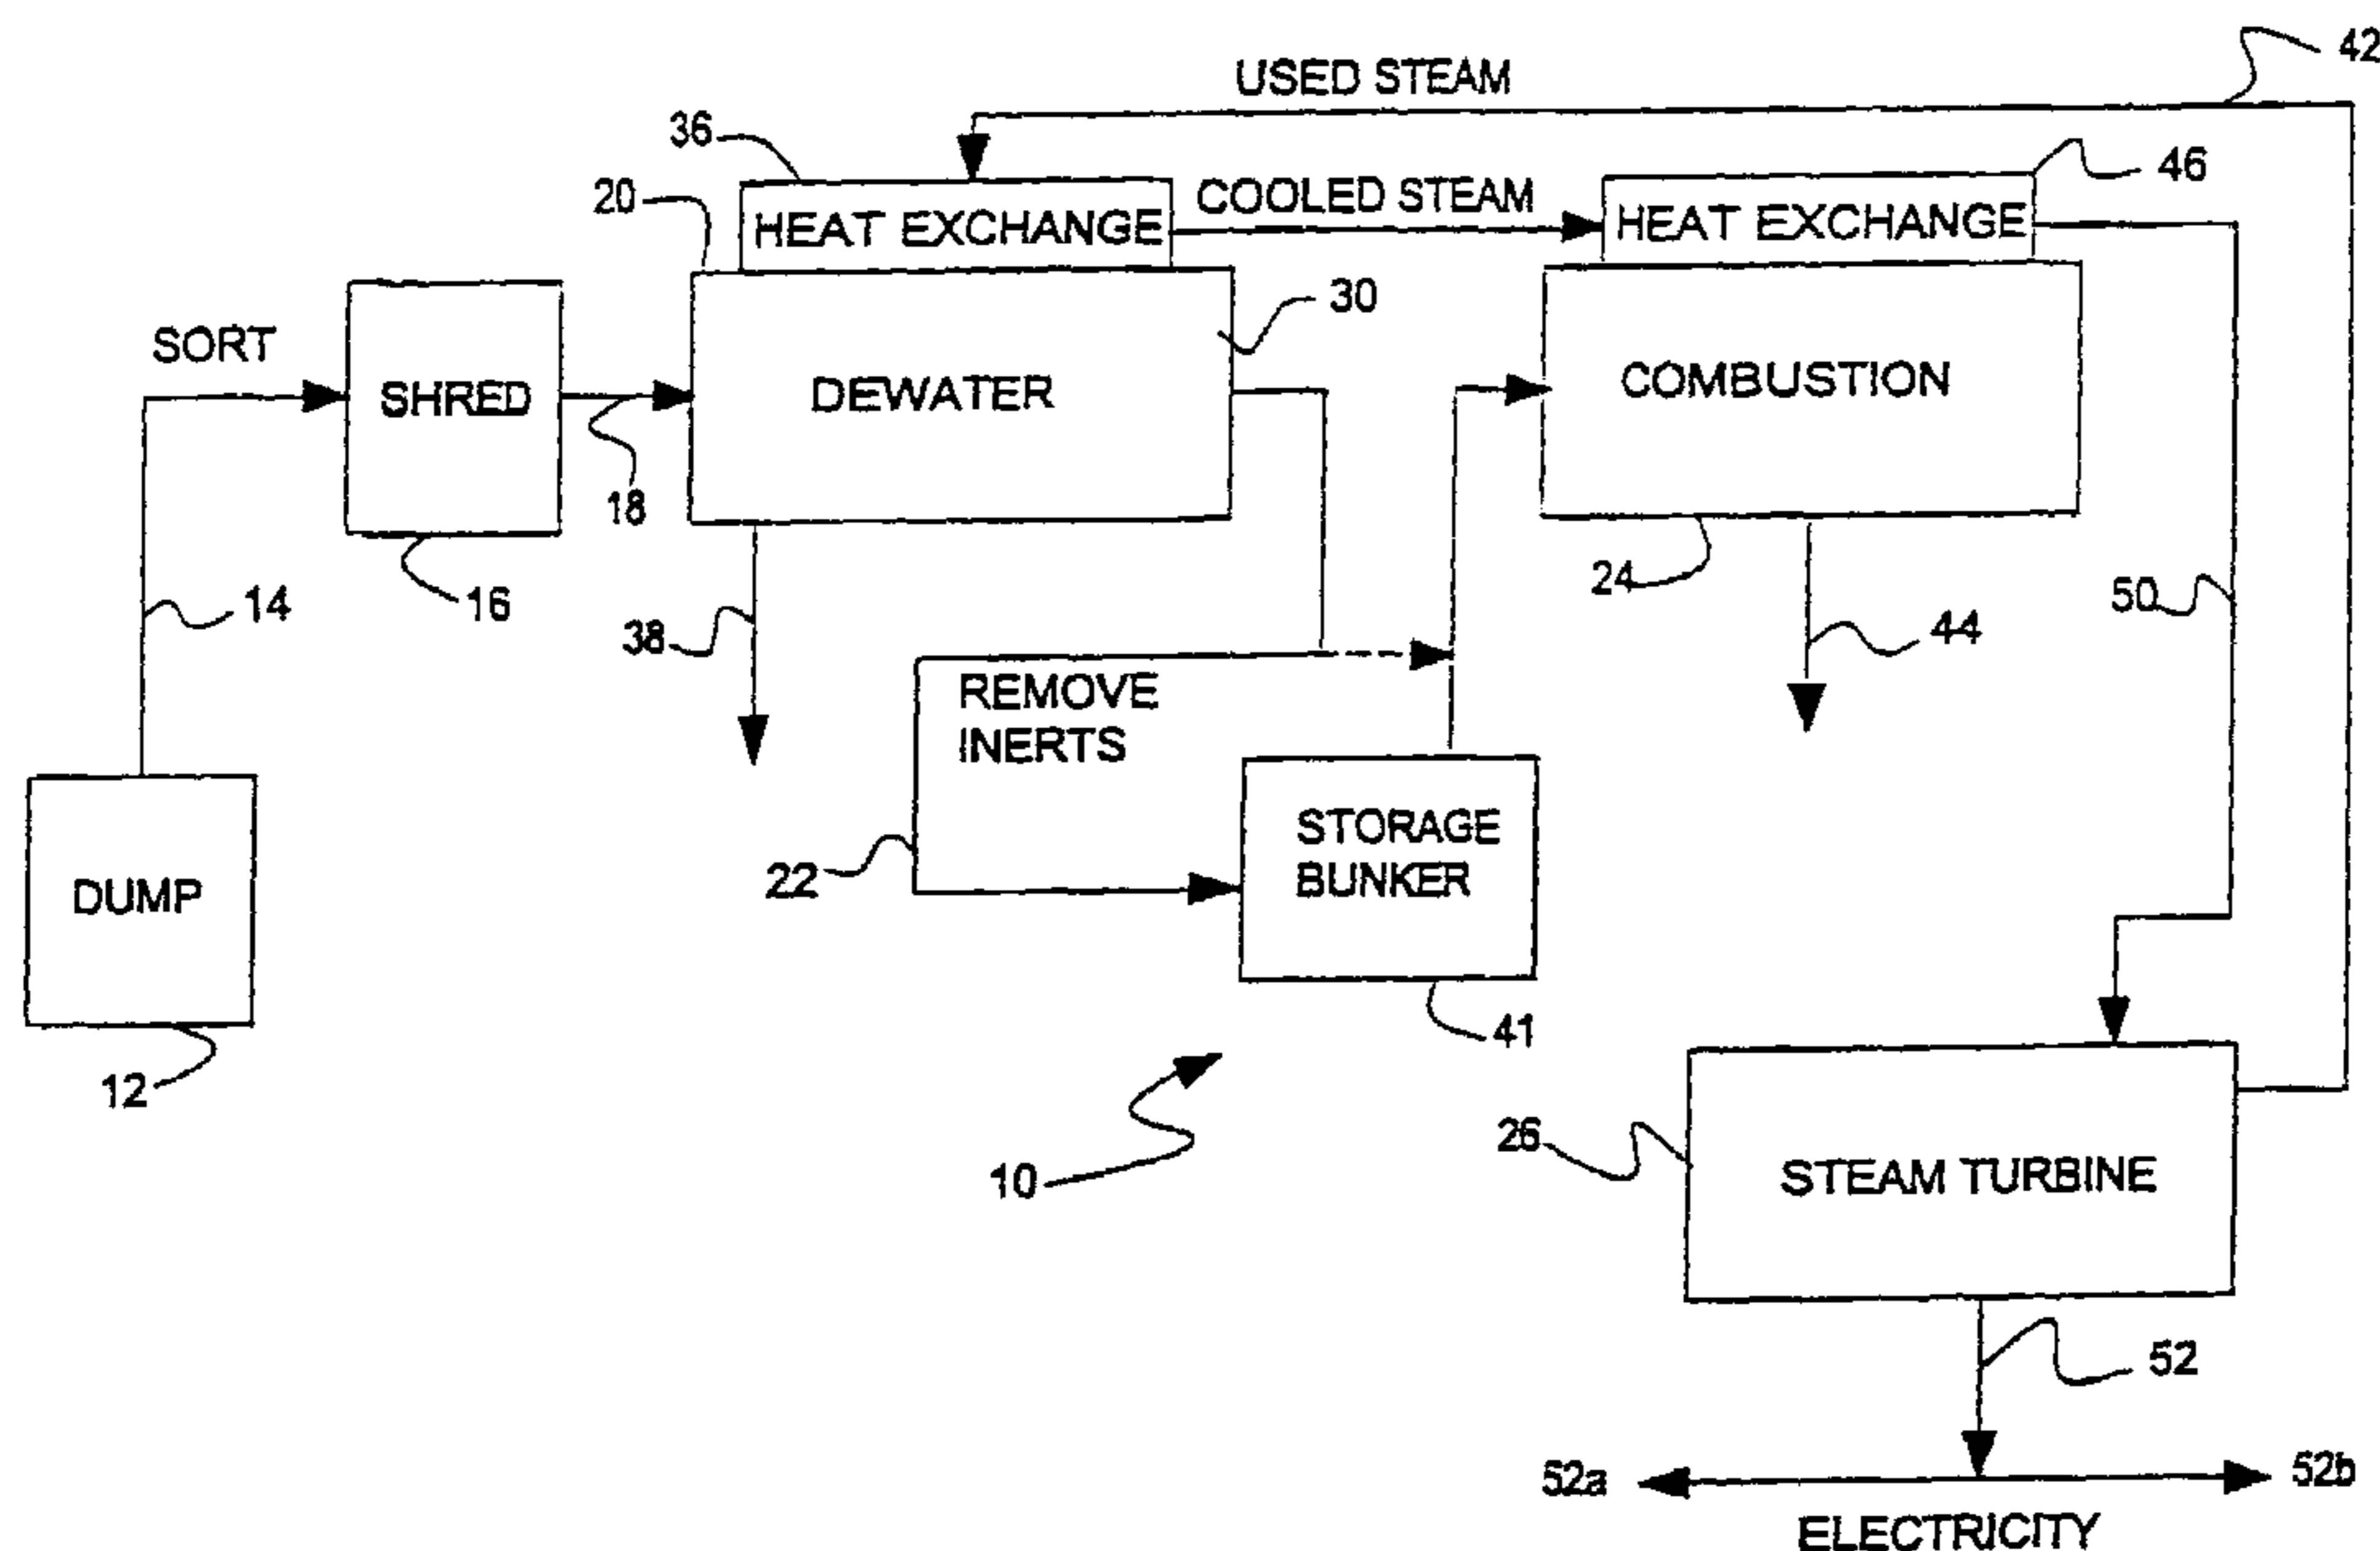 42
USED STEAM
36
46
20
COOLED STEAM
HEAT EXCHANGE
HEAT EXCHANGE
30
SORT
SHRED
DEWATER
COMBUSTION
18
16
14
38
24
44
50
REMOVE
INERTS
STORAGE
BUNKER
22
DUMP
41
12
10
26
STEAM TURBINE
52
52a
52b
ELECTRICITY